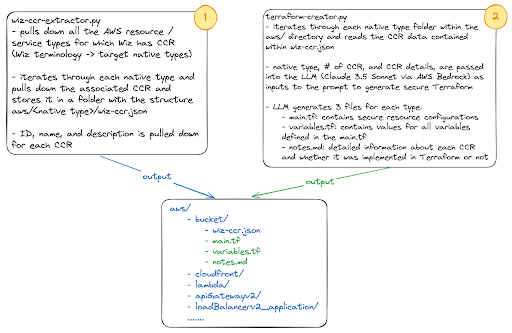 wiz-ccr-extractor.py
1
- pulls down all the AWS resource /
service types for which Wiz has CCR
(Wiz terminology -> target native types)
- iterates through each native type and
pulls down the associated CCR and
stores it in a folder with the structure
aws/<native type>/wiz-ccr.json
- ID, name, and description is pulled down
for each CCR
terraform-creator.py
2
- iterates through each native type folder within the
aws/ directory and reads the CCR data contained
within wiz-ccr.json
- native type, # of CCR, and CCR details, are passed
into the LLM (Claude 3.5 Sonnet via AWS Bedrock) as
inputs to the prompt to generate secure Terraform
- LLM generates 3 files for each type:
- main.tf: contains secure resource configurations
- variables.tf: contains values for all variables
defined in the main.tf
- notes.md: detailed information about each CCR
and whether it was implemented in Terraform or not
output
output
aws/
- bucket/
- wiz-ccr.json
- main.tf
- variables.tf
- notes.md
- cloudfront/
- lambda/
- apiGatewayv2/
- loadBalancerv2_application/
.......